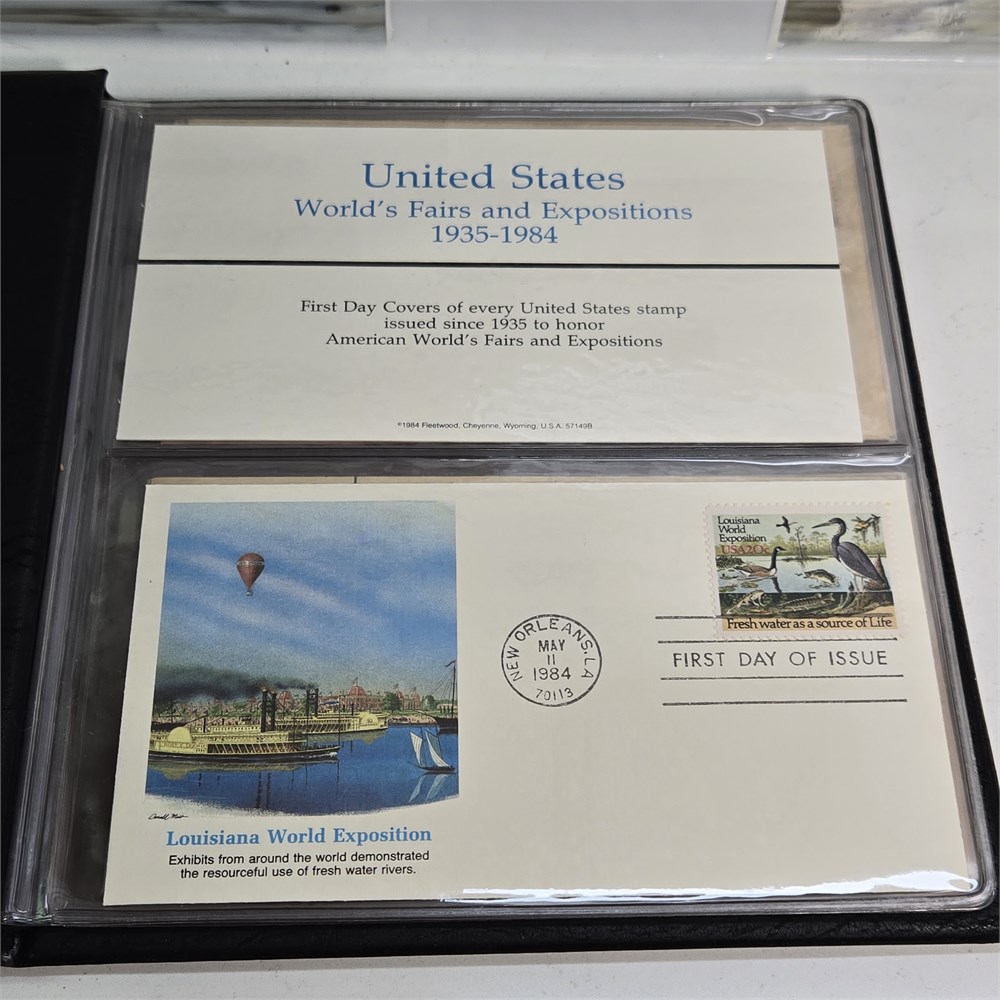 United States
World's Fairs and Expositions
1935-1984
First Day Covers of every United States stamp
issued since 1935 to honor
American World's Fairs and Expositions
©1984 Fleetwood, Cheyenne, Wyoming, U.S.A. 57149B
Louisiana
World
Exposition
USA20c
Fresh water as a source of Life
NEW ORLEANS, LA
MAY
11
1984
70113
FIRST DAY OF ISSUE
Louisiana World Exposition
Exhibits from around the world demonstrated
the resourceful use of fresh water rivers.